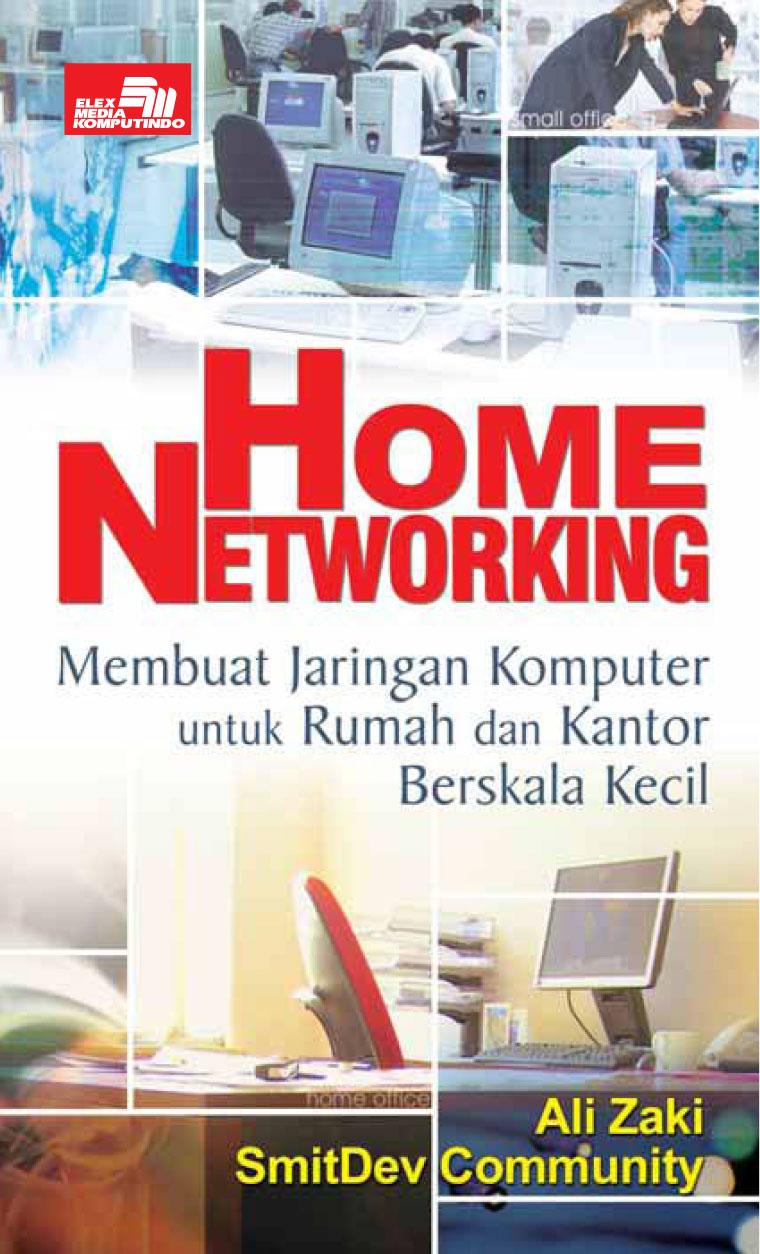 ELEX
MEDIA
KOMPUTINDO
small office
HOME
NETWORKING
Membuat Jaringan Komputer
untuk Rumah dan Kantor
Berskala Kecil
home office
Ali Zaki
SmitDev Community